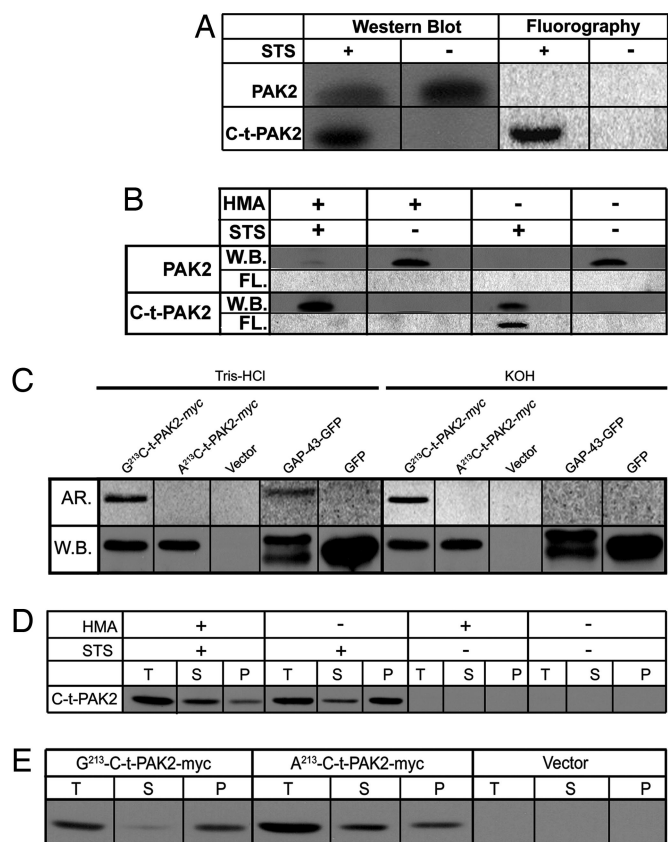 A
Western Blot Fluorography
STS + - + -
PAK2
C-t-PAK2
B
HMA + + - -
STS + - + -
PAK2 W.B.
FL.
C-t-PAK2 W.B.
FL.
C
Tris-HCl KOH
G²¹³C-t-PAK2-myc A²¹³C-t-PAK2-myc Vector GAP-43-GFP GFP G²¹³C-t-PAK2-myc A²¹³C-t-PAK2-myc Vector GAP-43-GFP GFP
AR.
W.B.
D
HMA + - + -
STS + + - -
T S P T S P T S P T S P
C-t-PAK2
E
G²¹³-C-t-PAK2-myc A²¹³-C-t-PAK2-myc Vector
T S P T S P T S P